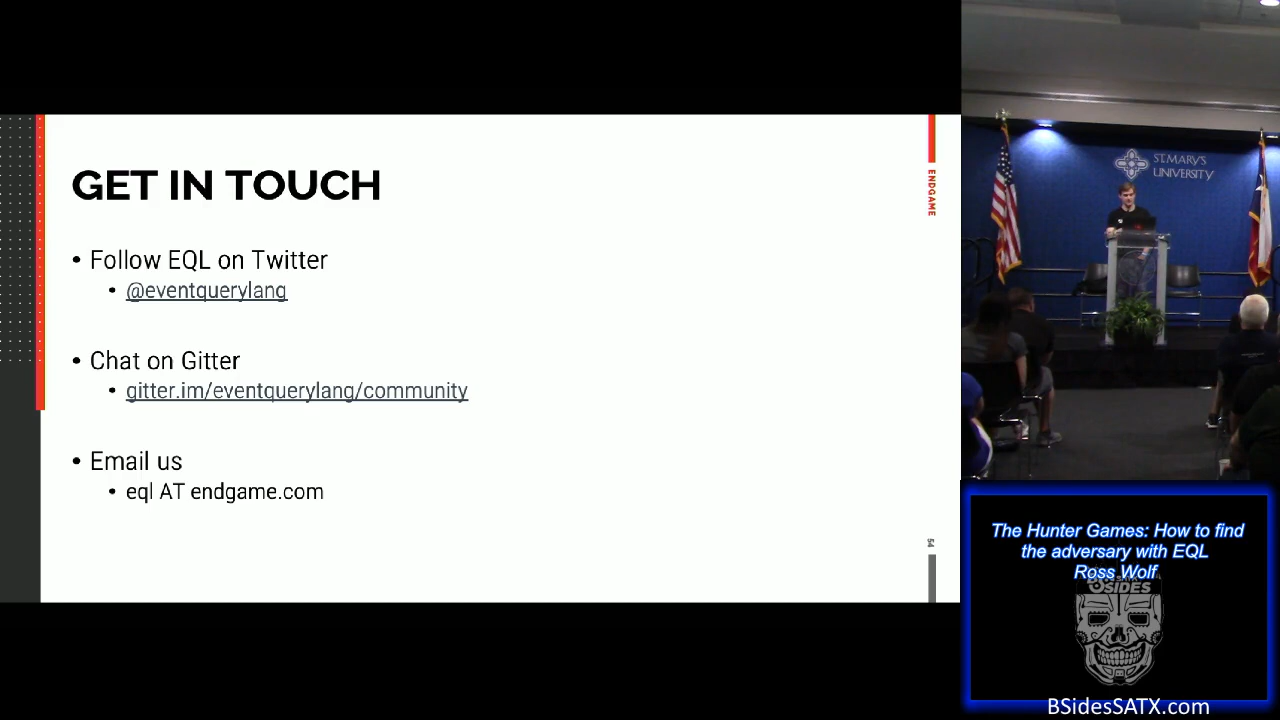 GET IN TOUCH
• Follow EQL on Twitter
• @eventquerylang
• Chat on Gitter
• gitter.im/eventquerylang/community
• Email us
• eql AT endgame.com
ENDGAME
54
ST. MARY'S
UNIVERSITY
The Hunter Games: How to find
the adversary with EQL
Ross Wolf
BSIDES
BSidesSATX.com